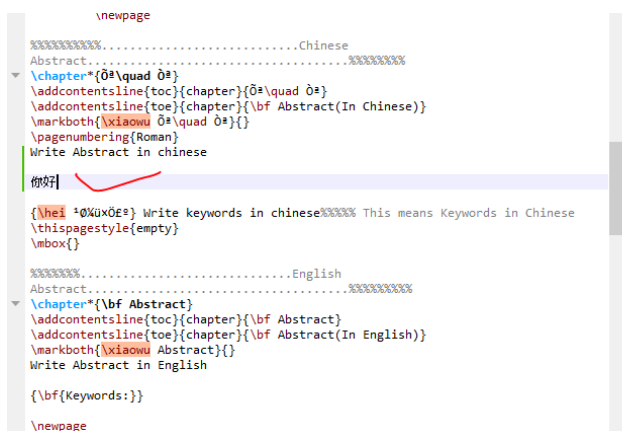 \newpage
%%%%%%%%%%............................Chinese
Abstract.....................................%%%%%%%%
\chapter*{Õª\quad Òª}
\addcontentsline{toc}{chapter}{Õª\quad Òª}
\addcontentsline{toe}{chapter}{\bf Abstract(In Chinese)}
\markboth{\xiaowu Õª\quad Òª}{}
\pagenumbering{Roman}
Write Abstract in chinese
你好
{\hei ¹Ø¼ü×Ö£º} Write keywords in chinese%%%%% This means Keywords in Chinese
\thispagestyle{empty}
\mbox{}
%%%%%%%..............................English
Abstract.....................................%%%%%%%%%
\chapter*{\bf Abstract}
\addcontentsline{toc}{chapter}{\bf Abstract}
\addcontentsline{toe}{chapter}{\bf Abstract(In English)}
\markboth{\xiaowu Abstract}{}
Write Abstract in English
{\bf{Keywords:}}
\newpage